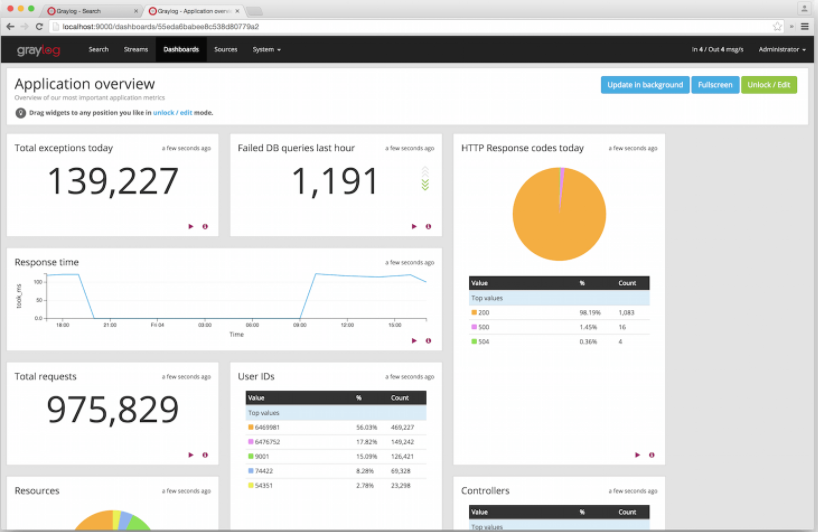 Graylog - Search
Graylog - Application overv
localhost:9000/dashboards/55eda6babee8c538d80779a2
graylog
Search Streams Dashboards Sources System
In 4 / Out 4 msg/s Administrator
Application overview
Overview of our most important application metrics
Drag widgets to any position you like in unlock / edit mode.
Update in background Fullscreen Unlock / Edit
Total exceptions today a few seconds ago
139,227
Failed DB queries last hour a few seconds ago
1,191
HTTP Response codes today a few seconds ago
Value % Count
Top values
200 98.19% 1,083
500 1.45% 16
504 0.36% 4
Response time a few seconds ago
took_ms
100
50
0.0
18:00 21:00 Fri 04 03:00 06:00 09:00 12:00 15:00
Time
Total requests a few seconds ago
975,829
User IDs a few seconds ago
Value % Count
Top values
6469981 56.03% 469,227
6476752 17.82% 149,242
9001 15.09% 126,421
74422 8.28% 69,328
54351 2.78% 23,298
Resources a few seconds ago
Controllers a few seconds ago
Value % Count
Top values